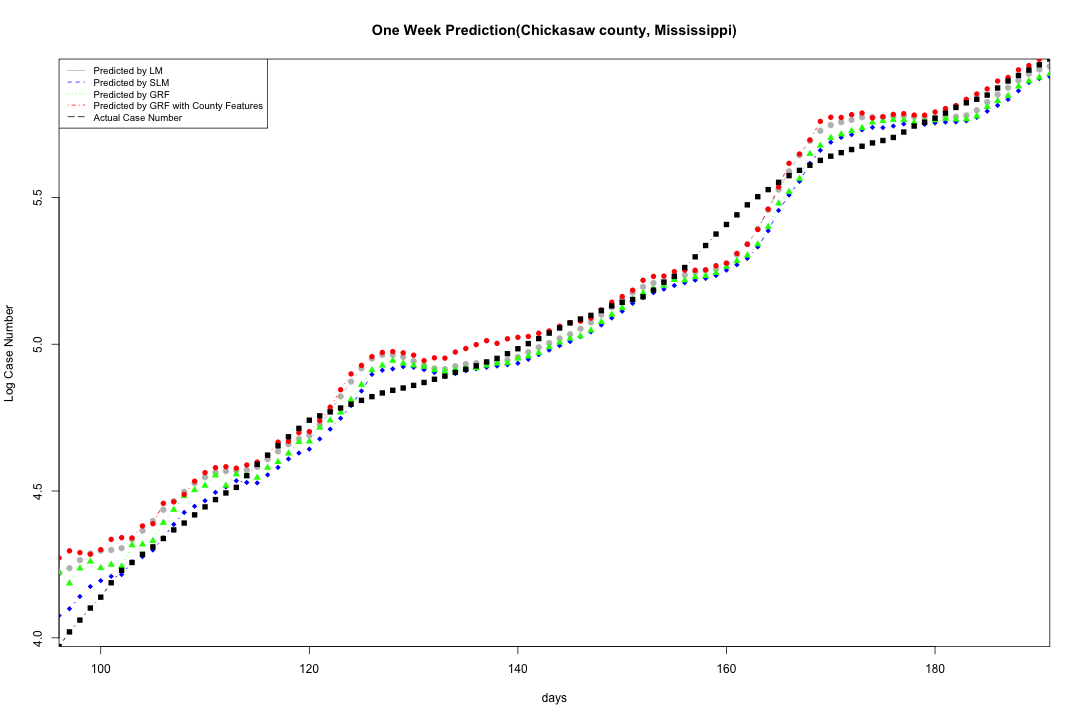 One Week Prediction(Chickasaw county, Mississippi)
Predicted by LM
Predicted by SLM
Predicted by GRF
Predicted by GRF with County Features
Actual Case Number
Log Case Number
5.5
5.0
4.5
4.0
100 120 140 160 180
days